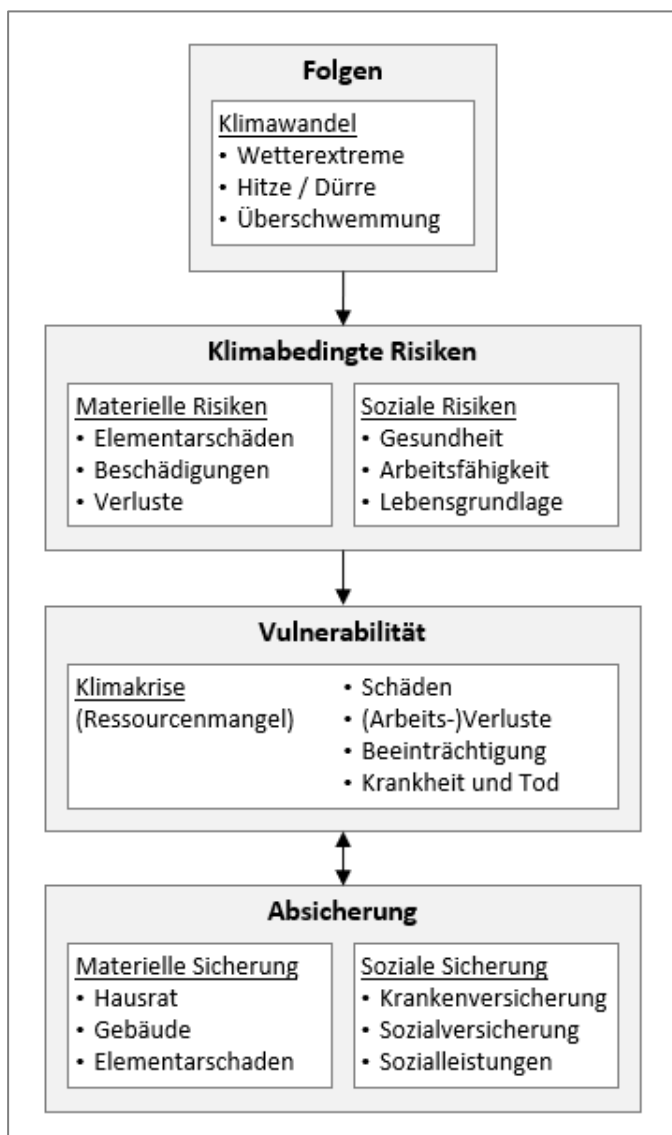 Folgen
Klimawandel
• Wetterextreme
• Hitze / Dürre
• Überschwemmung
Klimabedingte Risiken
Materielle Risiken
• Elementarschäden
• Beschädigungen
• Verluste
Soziale Risiken
• Gesundheit
• Arbeitsfähigkeit
• Lebensgrundlage
Vulnerabilität
Klimakrise
(Ressourcenmangel)
• Schäden
• (Arbeits-)Verluste
• Beeinträchtigung
• Krankheit und Tod
Absicherung
Materielle Sicherung
• Hausrat
• Gebäude
• Elementarschaden
Soziale Sicherung
• Krankenversicherung
• Sozialversicherung
• Sozialleistungen